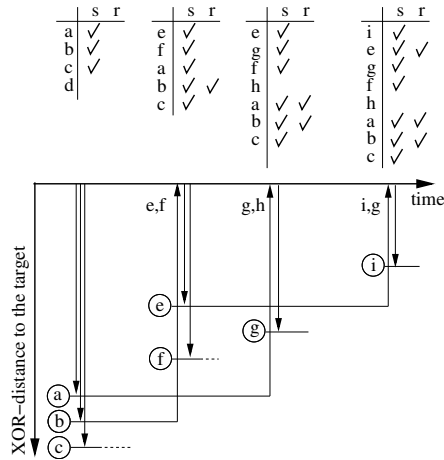 s r s r s r s r
a ✓ e ✓ e ✓ i ✓
b ✓ f ✓ g ✓ e ✓ ✓
c ✓ a ✓ f ✓ g ✓
d b ✓ ✓ h f ✓
c ✓ a ✓ ✓ h
b ✓ ✓ a ✓ ✓
c ✓ b ✓ ✓
c ✓
e,f g,h i,g time
i
e
g
f
a
b
c
XOR-distance to the target